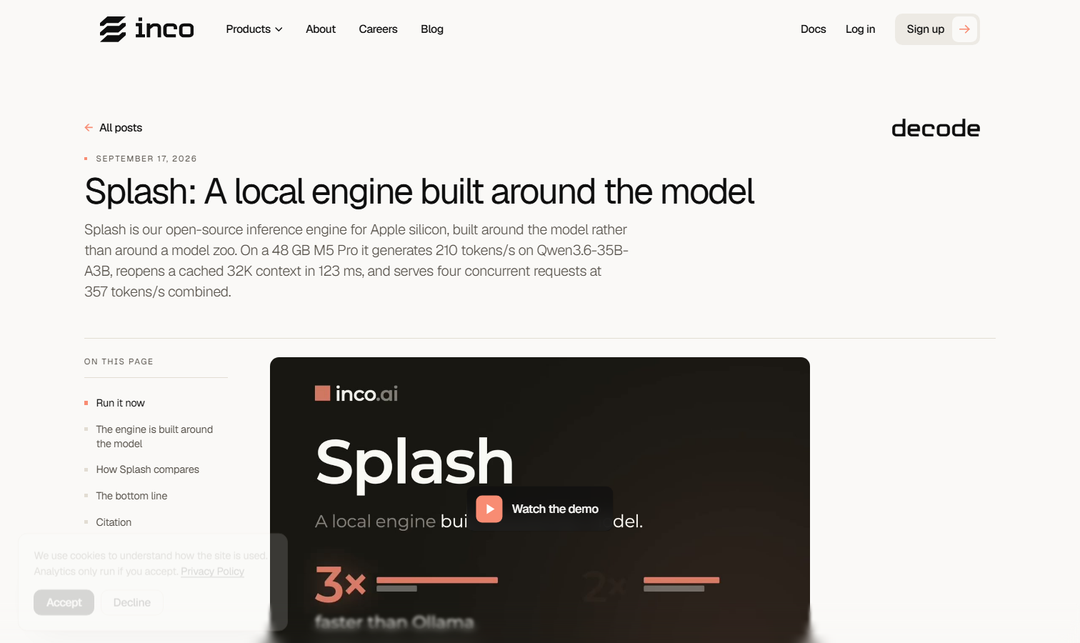 inco
Products
About
Careers
Blog
Docs
Log in
Sign up
All posts
decode
SEPTEMBER 17, 2026
Splash: A local engine built around the model
Splash is our open-source inference engine for Apple silicon, built around the model rather
than around a model zoo. On a 48 GB M5 Pro it generates 210 tokens/s on Qwen3.6-35B-
A3B, reopens a cached 32K context in 123 ms, and serves four concurrent requests at
357 tokens/s combined.
ON THIS PAGE
Run it now
The engine is built around
the model
How Splash compares
The bottom line
Citation
inco.ai
Splash
Watch the demo
A local engine bui del.
3×
2×
faster than Ollama
We use cookies to understand how the site is used.
Analytics only run if you accept. Privacy Policy
Accept
Decline